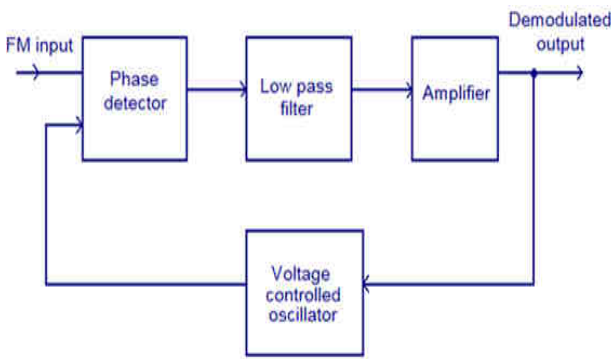 FM input
Phase
detector
Low pass
filter
Amplifier
Demodulated
output
Voltage
controlled
oscillator